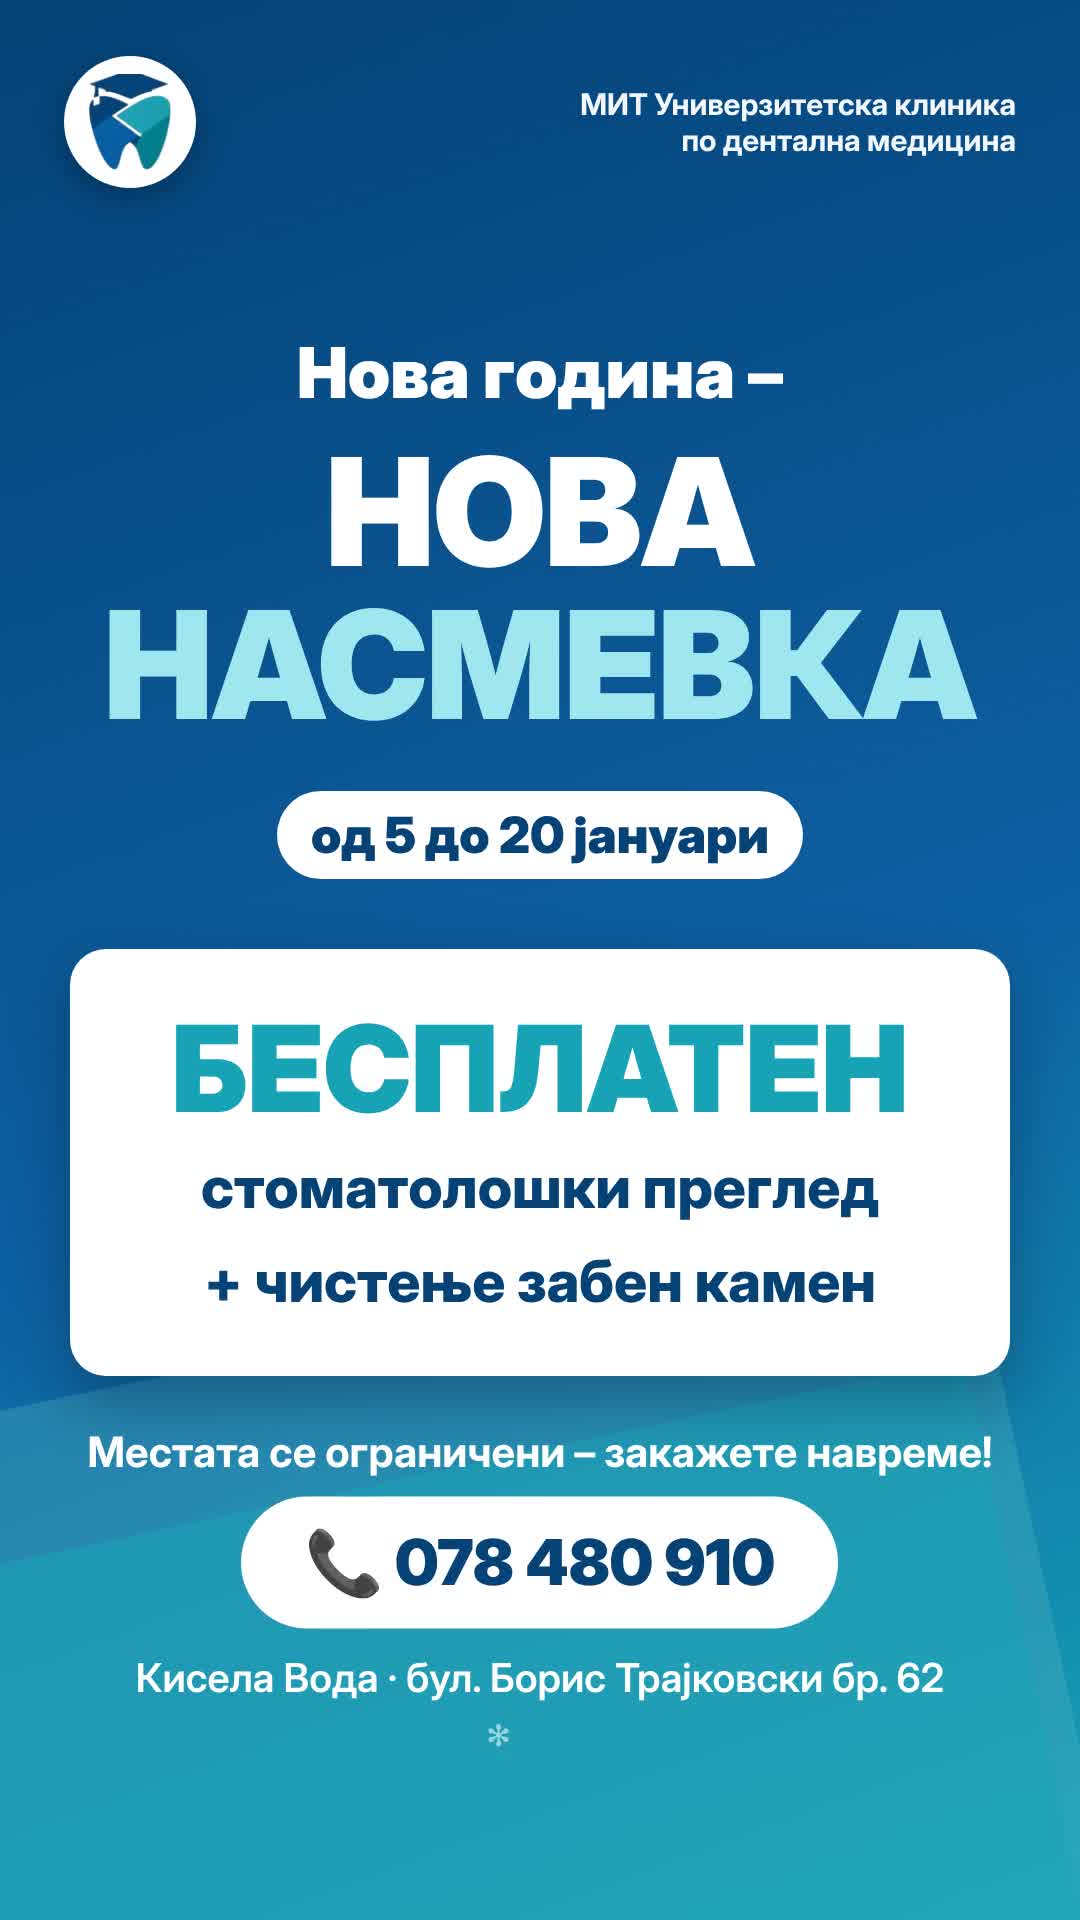 МИТ Универзитетска клиника
по дентална медицина
Нова година –
НОВА
НАСМЕВКА
од 5 до 20 јануари
БЕСПЛАТЕН
стоматолошки преглед
+ чистење забен камен
Местата се ограничени – закажете навреме!
078 480 910
Кисела Вода · бул. Борис Трајковски бр. 62